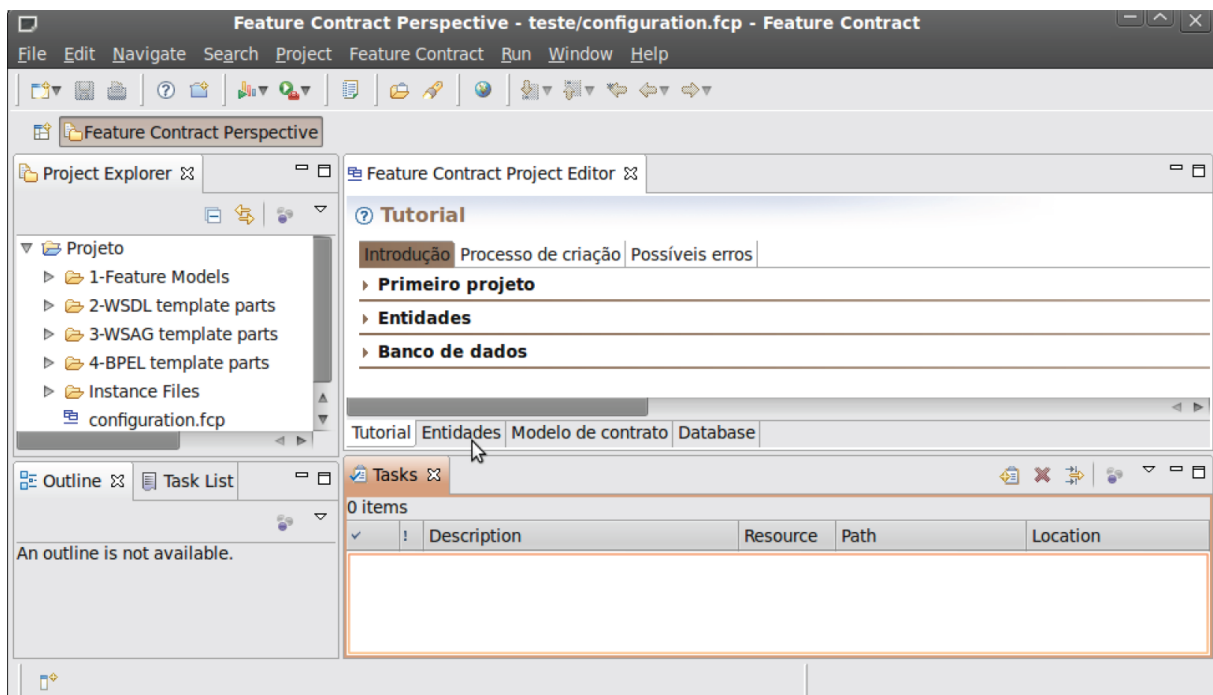 Feature Contract Perspective - teste/configuration.fcp - Feature Contract
File Edit Navigate Search Project Feature Contract Run Window Help
Feature Contract Perspective
Project Explorer
Projeto
1-Feature Models
2-WSDL template parts
3-WSAG template parts
4-BPEL template parts
Instance Files
configuration.fcp
Feature Contract Project Editor
Tutorial
Introdução Processo de criação Possíveis erros
Primeiro projeto
Entidades
Banco de dados
Tutorial Entidades Modelo de contrato Database
Outline Task List
An outline is not available.
Tasks
0 items
! Description Resource Path Location